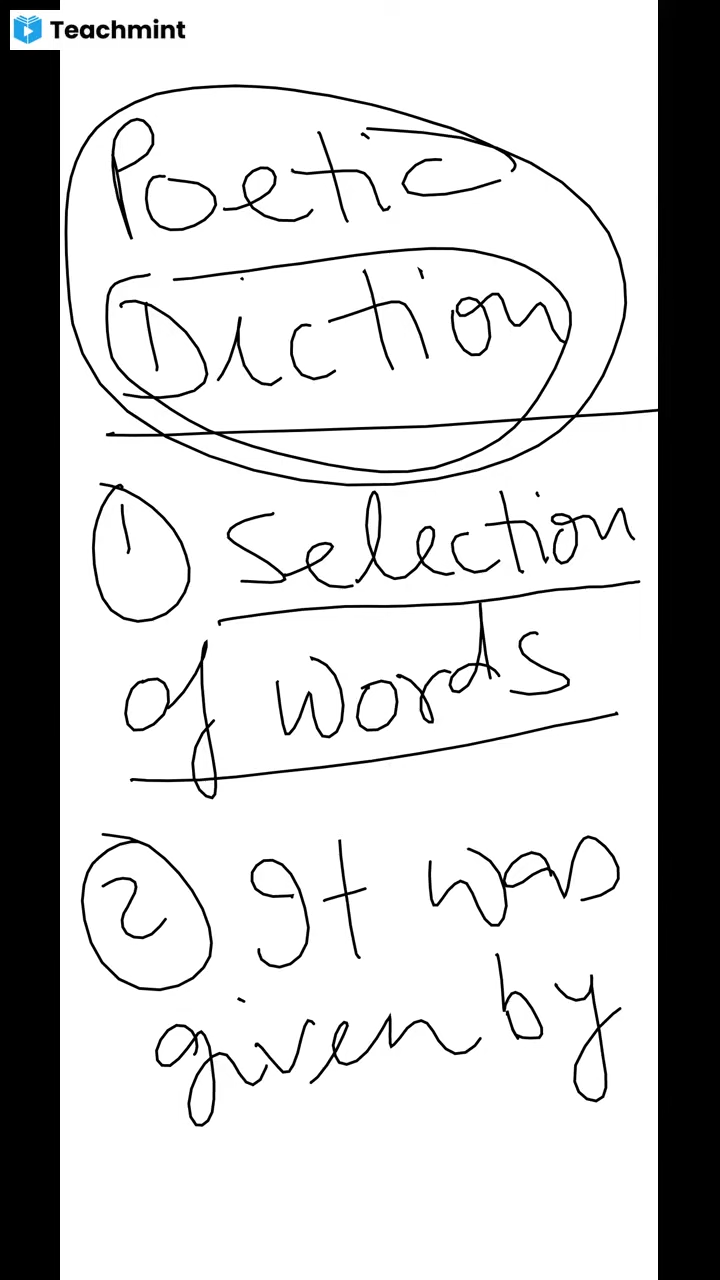 Teachmint
Poetic
Diction
1 Selection
of words
2 It was
given by